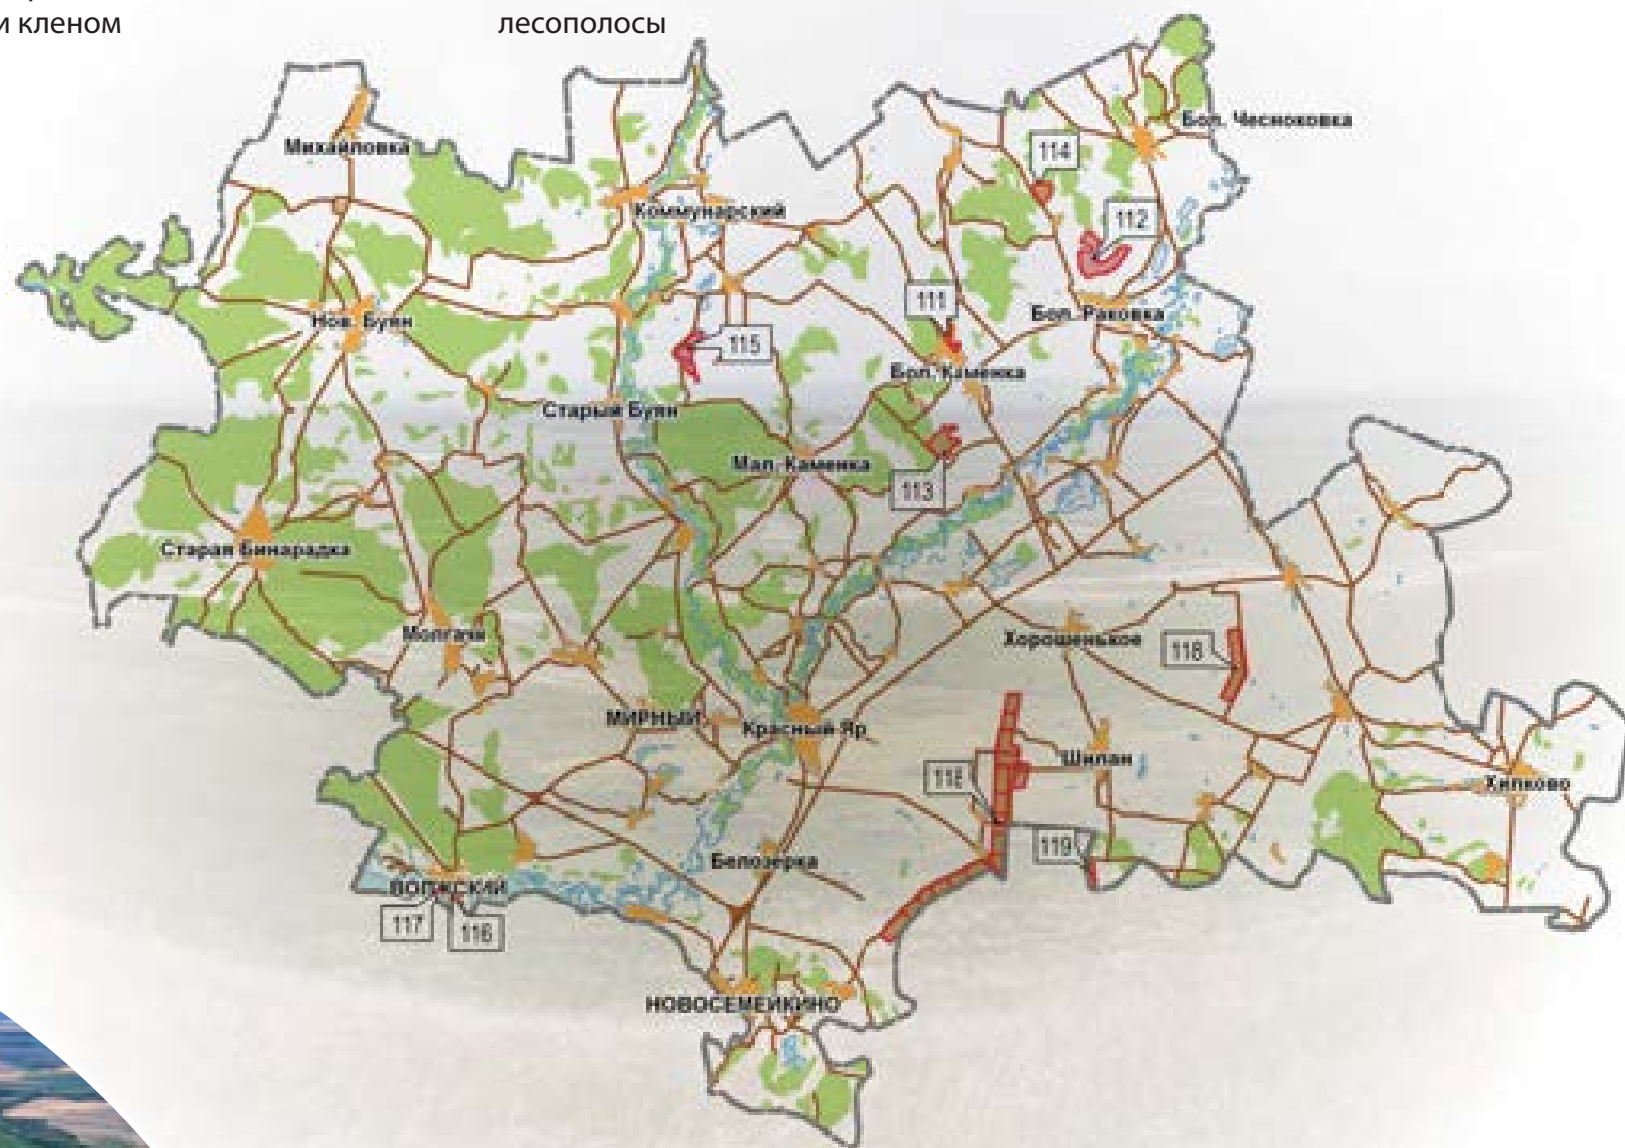 и кленом
лесополосы
Бол. Чесноковка
Михайловка
114
Коммунарский
112
111
Бол. Раковка
Нов. Буян
115
Бол. Каменка
Старый Буян
Мал. Каменка
113
Старая Бинарадка
Молгачи
Хорошенькое
118
МИРНЫЙ
Красный Яр
Шилан
Хилково
119
Белозерка
ВОЛЖСКИЙ
117
116
НОВОСЕМЕЙКИНО